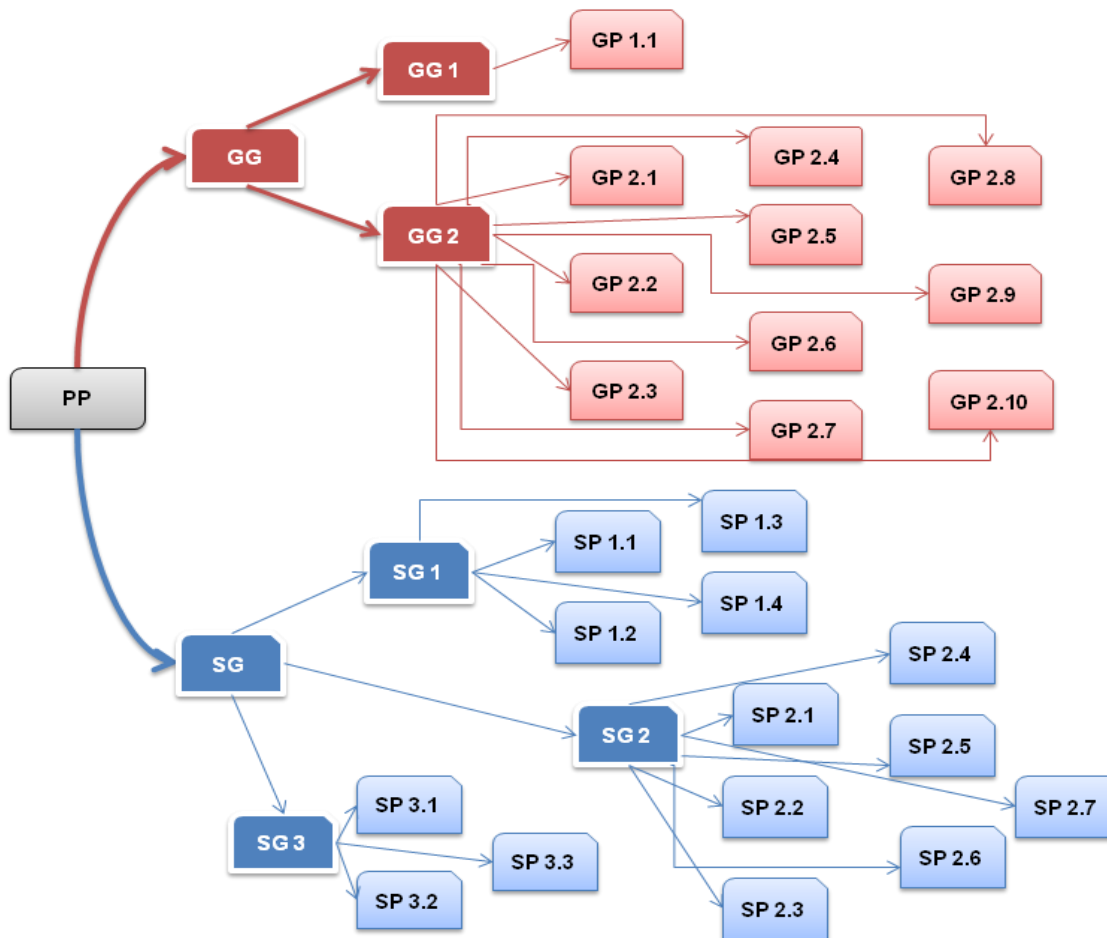 GP 1.1
GG 1
GG
GP 2.4
GP 2.8
GP 2.1
GG 2
GP 2.5
GP 2.2
GP 2.9
GP 2.6
GP 2.3
PP
GP 2.10
GP 2.7
SP 1.3
SP 1.1
SG 1
SP 1.4
SP 1.2
SG
SP 2.4
SP 2.1
SG 2
SP 2.5
SP 3.1
SP 2.2
SP 2.7
SG 3
SP 3.3
SP 2.6
SP 3.2
SP 2.3